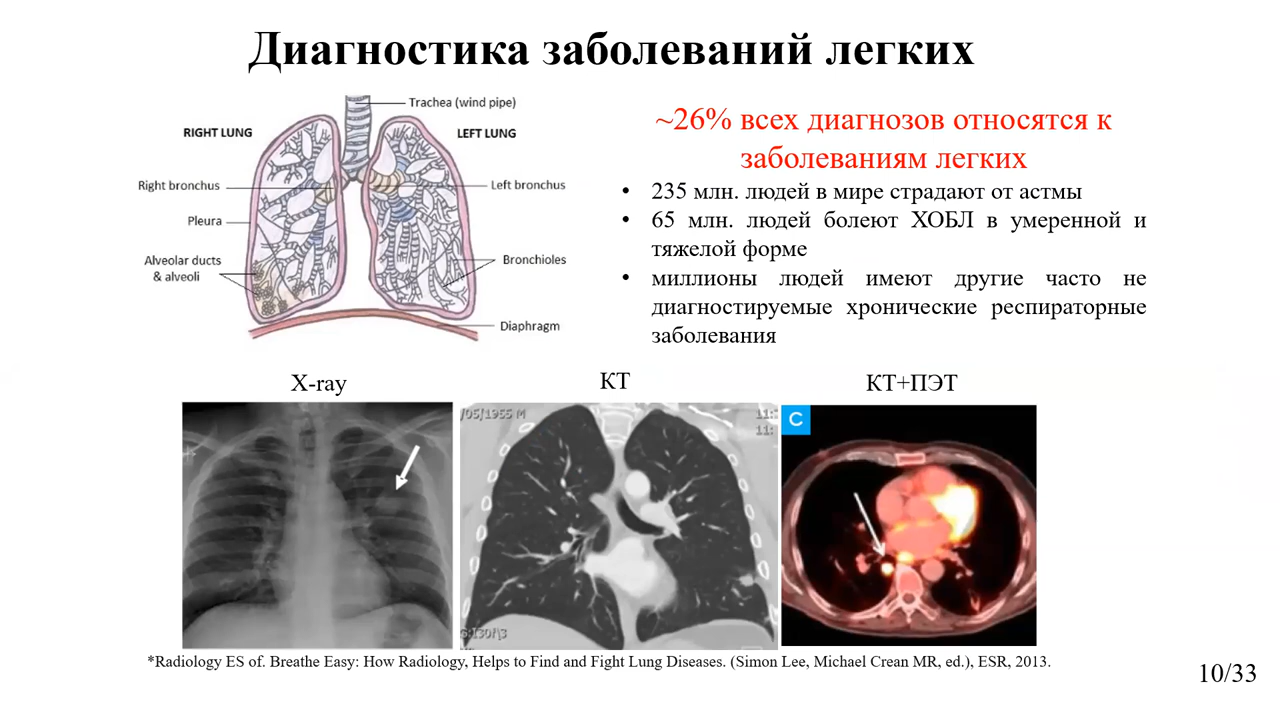 Диагностика заболеваний легких
Trachea (wind pipe)
RIGHT LUNG
LEFT LUNG
Right bronchus
Left bronchus
Pleura
Alveolar ducts
& alveoli
Bronchioles
Diaphragm
~26% всех диагнозов относятся к
заболеваниям легких
• 235 млн. людей в мире страдают от астмы
• 65 млн. людей болеют ХОБЛ в умеренной и
тяжелой форме
• миллионы людей имеют другие часто не
диагностируемые хронические респираторные
заболевания
X-ray
КТ
КТ+ПЭТ
/05/1955 M
11:
11:
C
*Radiology ES of. Breathe Easy: How Radiology, Helps to Find and Fight Lung Diseases. (Simon Lee, Michael Crean MR, ed.), ESR, 2013.
10/33